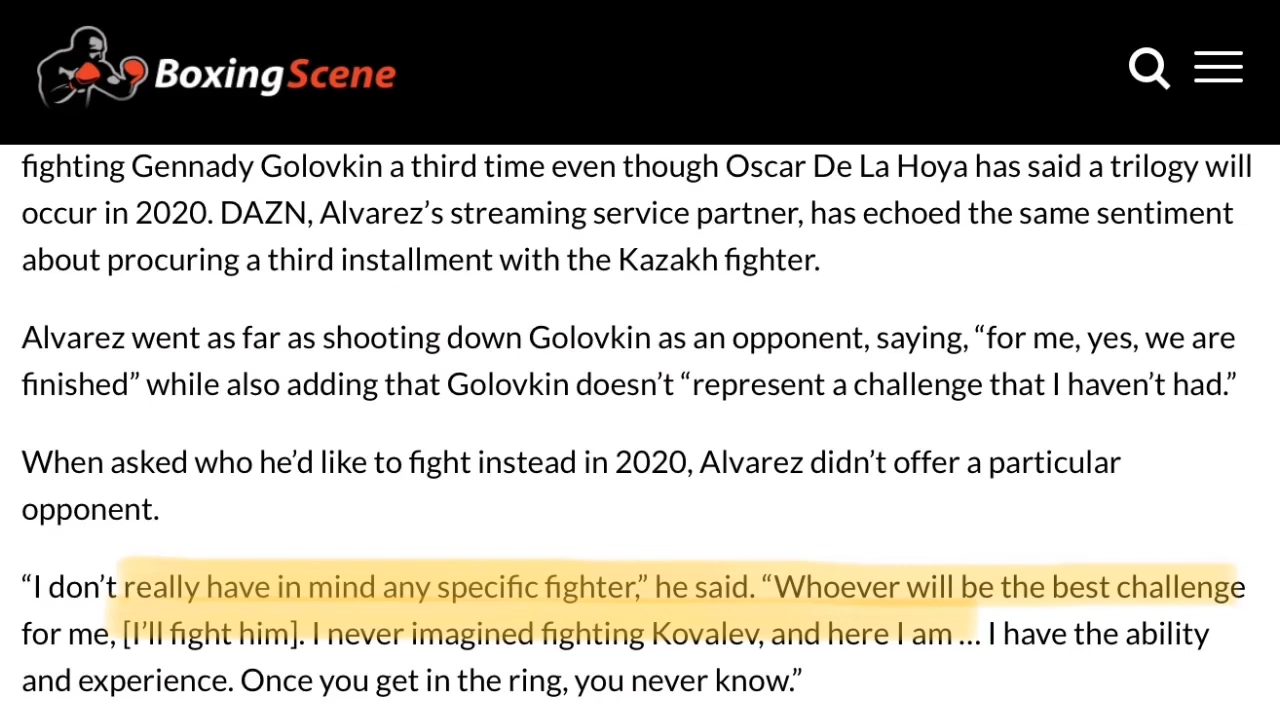 BoxingScene
fighting Gennady Golovkin a third time even though Oscar De La Hoya has said a trilogy will
occur in 2020. DAZN, Alvarez’s streaming service partner, has echoed the same sentiment
about procuring a third installment with the Kazakh fighter.
Alvarez went as far as shooting down Golovkin as an opponent, saying, “for me, yes, we are
finished” while also adding that Golovkin doesn’t “represent a challenge that I haven’t had.”
When asked who he’d like to fight instead in 2020, Alvarez didn’t offer a particular
opponent.
“I don’t really have in mind any specific fighter,” he said. “Whoever will be the best challenge
for me, [I’ll fight him]. I never imagined fighting Kovalev, and here I am ... I have the ability
and experience. Once you get in the ring, you never know.”